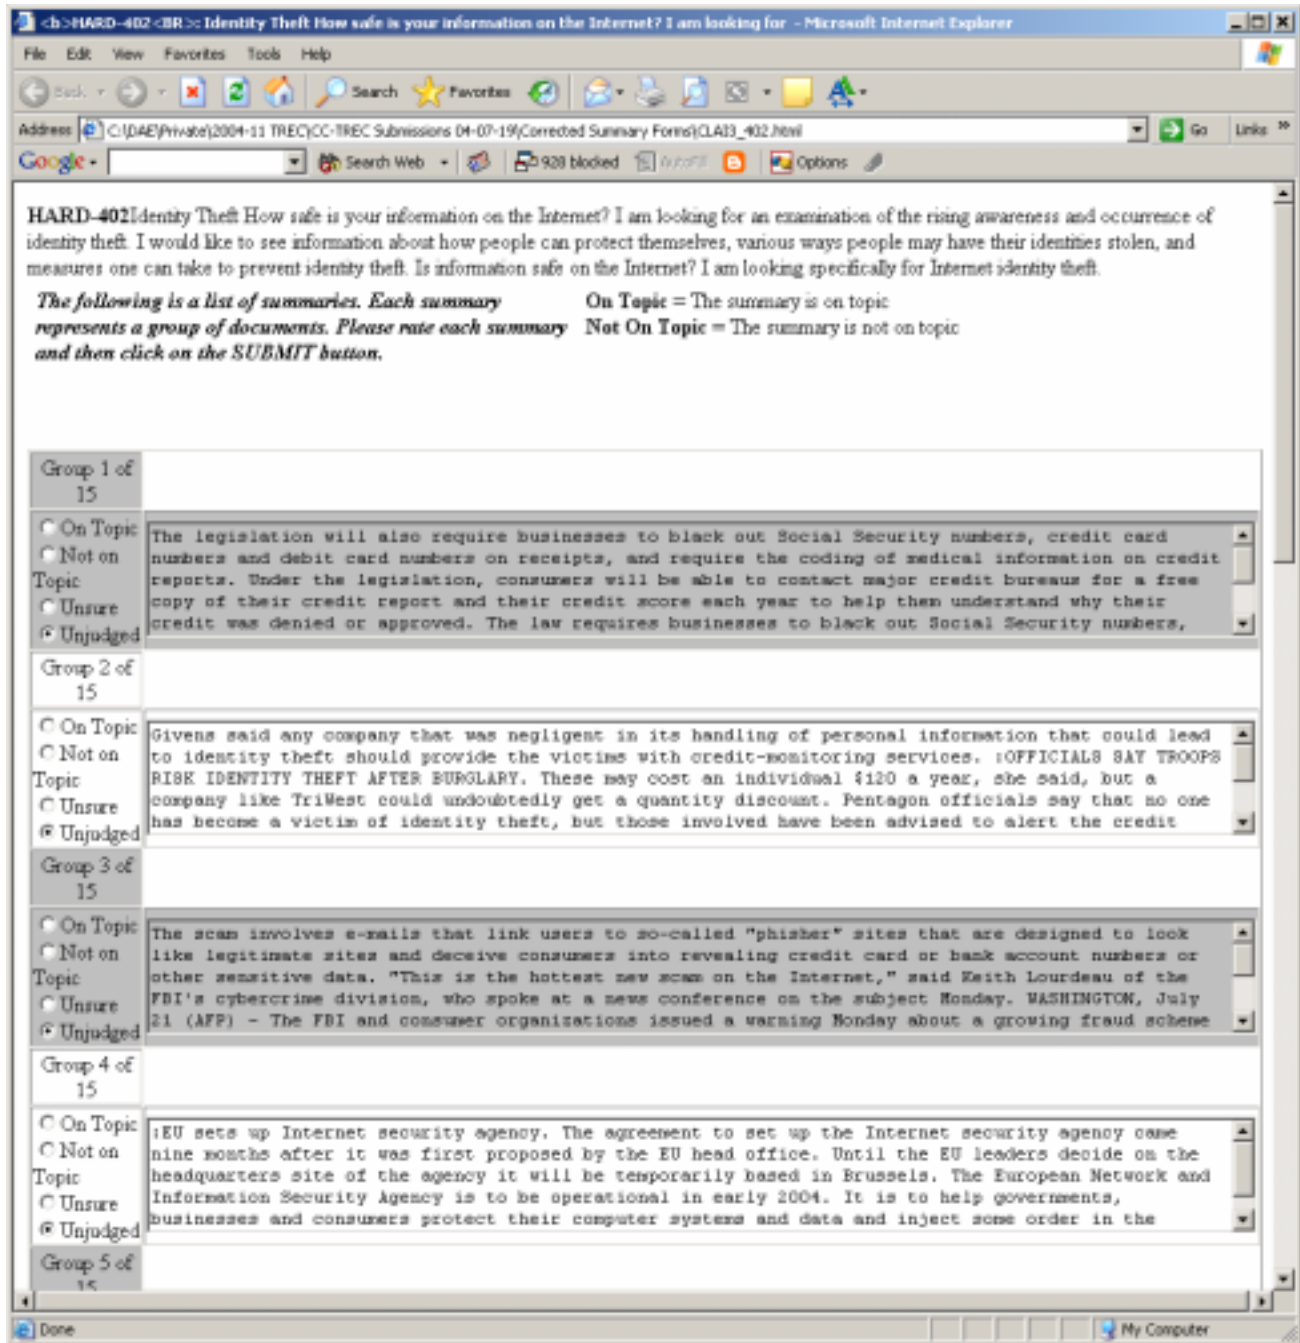 <b>HARD-402<BR>: Identity Theft How safe is your information on the Internet? I am looking for - Microsoft Internet Explorer
File Edit View Favorites Tools Help
Back Search Favorites
Address C:\DAE\Private\2004-11 TREC\CC-TREC Submissions 04-07-19\Corrected Summary Forms\CLAI3_402.html Go Links »
Google Search Web 928 blocked AutoFill Options
HARD-402Identity Theft How safe is your information on the Internet? I am looking for an examination of the rising awareness and occurrence of
identity theft. I would like to see information about how people can protect themselves, various ways people may have their identities stolen, and
measures one can take to prevent identity theft. Is information safe on the Internet? I am looking specifically for Internet identity theft.
The following is a list of summaries. Each summary
represents a group of documents. Please rate each summary
and then click on the SUBMIT button.
On Topic = The summary is on topic
Not On Topic = The summary is not on topic
Group 1 of
15
On Topic
Not on
Topic
Unsure
Unjudged
The legislation will also require businesses to black out Social Security numbers, credit card
numbers and debit card numbers on receipts, and require the coding of medical information on credit
reports. Under the legislation, consumers will be able to contact major credit bureaus for a free
copy of their credit report and their credit score each year to help them understand why their
credit was denied or approved. The law requires businesses to black out Social Security numbers,
Group 2 of
15
On Topic
Not on
Topic
Unsure
Unjudged
Givens said any company that was negligent in its handling of personal information that could lead
to identity theft should provide the victims with credit-monitoring services. :OFFICIALS SAY TROOPS
RISK IDENTITY THEFT AFTER BURGLARY. These may cost an individual $120 a year, she said, but a
company like TriWest could undoubtedly get a quantity discount. Pentagon officials say that no one
has become a victim of identity theft, but those involved have been advised to alert the credit
Group 3 of
15
On Topic
Not on
Topic
Unsure
Unjudged
The scam involves e-mails that link users to so-called "phisher" sites that are designed to look
like legitimate sites and deceive consumers into revealing credit card or bank account numbers or
other sensitive data. "This is the hottest new scam on the Internet," said Keith Lourdeau of the
FBI's cybercrime division, who spoke at a news conference on the subject Monday. WASHINGTON, July
21 (AFP) - The FBI and consumer organizations issued a warning Monday about a growing fraud scheme
Group 4 of
15
On Topic
Not on
Topic
Unsure
Unjudged
:EU sets up Internet security agency. The agreement to set up the Internet security agency came
nine months after it was first proposed by the EU head office. Until the EU leaders decide on the
headquarters site of the agency it will be temporarily based in Brussels. The European Network and
Information Security Agency is to be operational in early 2004. It is to help governments,
businesses and consumers protect their computer systems and data and inject some order in the
Group 5 of
15
Done My Computer